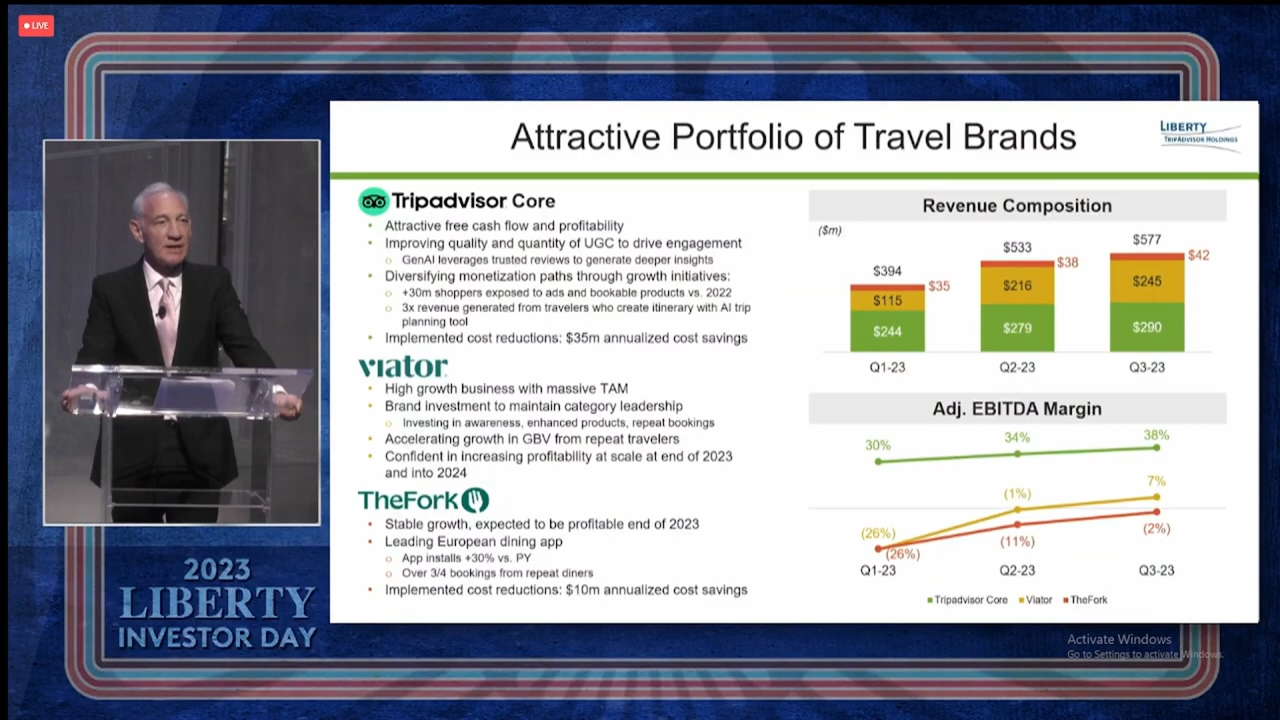 LIVE
Attractive Portfolio of Travel Brands
LIBERTY
TRIPADVISOR HOLDINGS
Tripadvisor Core
• Attractive free cash flow and profitability
• Improving quality and quantity of UGC to drive engagement
o GenAI leverages trusted reviews to generate deeper insights
• Diversifying monetization paths through growth initiatives:
o +30m shoppers exposed to ads and bookable products vs. 2022
o 3x revenue generated from travelers who create itinerary with AI trip
planning tool
• Implemented cost reductions: $35m annualized cost savings
viator
• High growth business with massive TAM
• Brand investment to maintain category leadership
o Investing in awareness, enhanced products, repeat bookings
• Accelerating growth in GBV from repeat travelers
• Confident in increasing profitability at scale at end of 2023
and into 2024
TheFork
• Stable growth, expected to be profitable end of 2023
• Leading European dining app
o App installs +30% vs. PY
o Over 3/4 bookings from repeat diners
• Implemented cost reductions: $10m annualized cost savings
Revenue Composition
($m)
$394 $533 $577
$35 $38 $42
$115 $216 $245
$244 $279 $290
Q1-23 Q2-23 Q3-23
Adj. EBITDA Margin
30% 34% 38%
(26%) (1%) 7%
(26%) (11%) (2%)
Q1-23 Q2-23 Q3-23
Tripadvisor Core Viator TheFork
2023
LIBERTY
INVESTOR DAY
Activate Windows
Go to Settings to activate Windows.